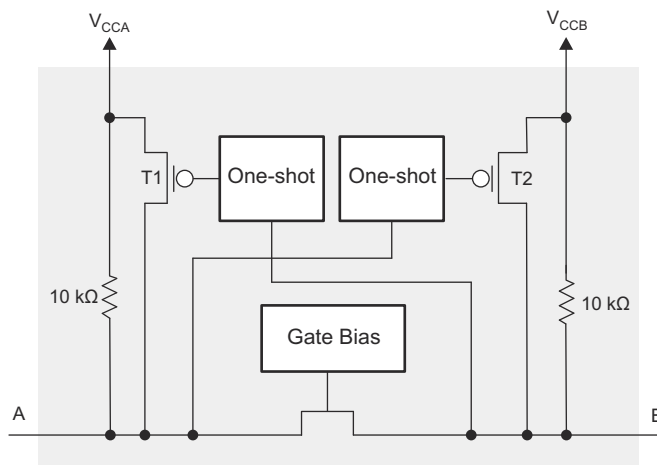 VCCA
VCCB
T1
One-shot
One-shot
T2
10 kΩ
10 kΩ
Gate Bias
A
B